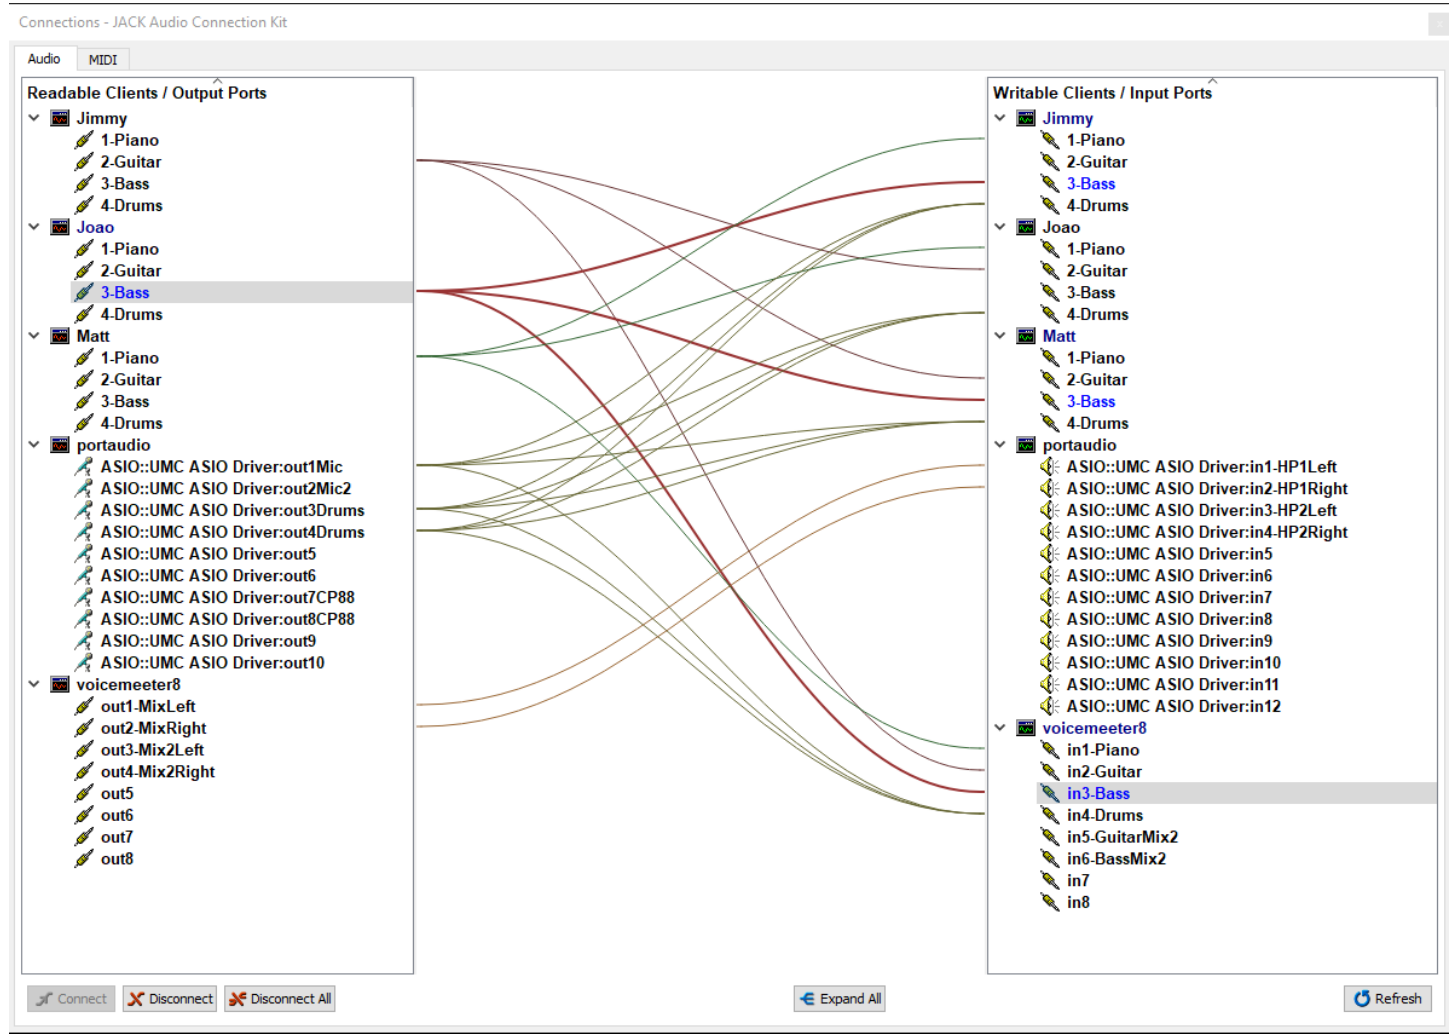 Connections - JACK Audio Connection Kit
Audio
MIDI
Readable Clients / Output Ports
Jimmy
1-Piano
2-Guitar
3-Bass
4-Drums
Joao
1-Piano
2-Guitar
3-Bass
4-Drums
Matt
1-Piano
2-Guitar
3-Bass
4-Drums
portaudio
ASIO::UMC ASIO Driver:out1Mic
ASIO::UMC ASIO Driver:out2Mic2
ASIO::UMC ASIO Driver:out3Drums
ASIO::UMC ASIO Driver:out4Drums
ASIO::UMC ASIO Driver:out5
ASIO::UMC ASIO Driver:out6
ASIO::UMC ASIO Driver:out7CP88
ASIO::UMC ASIO Driver:out8CP88
ASIO::UMC ASIO Driver:out9
ASIO::UMC ASIO Driver:out10
voicemeeter8
out1-MixLeft
out2-MixRight
out3-Mix2Left
out4-Mix2Right
out5
out6
out7
out8
Writable Clients / Input Ports
Jimmy
1-Piano
2-Guitar
3-Bass
4-Drums
Joao
1-Piano
2-Guitar
3-Bass
4-Drums
Matt
1-Piano
2-Guitar
3-Bass
4-Drums
portaudio
ASIO::UMC ASIO Driver:in1-HP1Left
ASIO::UMC ASIO Driver:in2-HP1Right
ASIO::UMC ASIO Driver:in3-HP2Left
ASIO::UMC ASIO Driver:in4-HP2Right
ASIO::UMC ASIO Driver:in5
ASIO::UMC ASIO Driver:in6
ASIO::UMC ASIO Driver:in7
ASIO::UMC ASIO Driver:in8
ASIO::UMC ASIO Driver:in9
ASIO::UMC ASIO Driver:in10
ASIO::UMC ASIO Driver:in11
ASIO::UMC ASIO Driver:in12
voicemeeter8
in1-Piano
in2-Guitar
in3-Bass
in4-Drums
in5-GuitarMix2
in6-BassMix2
in7
in8
Connect
Disconnect
Disconnect All
Expand All
Refresh